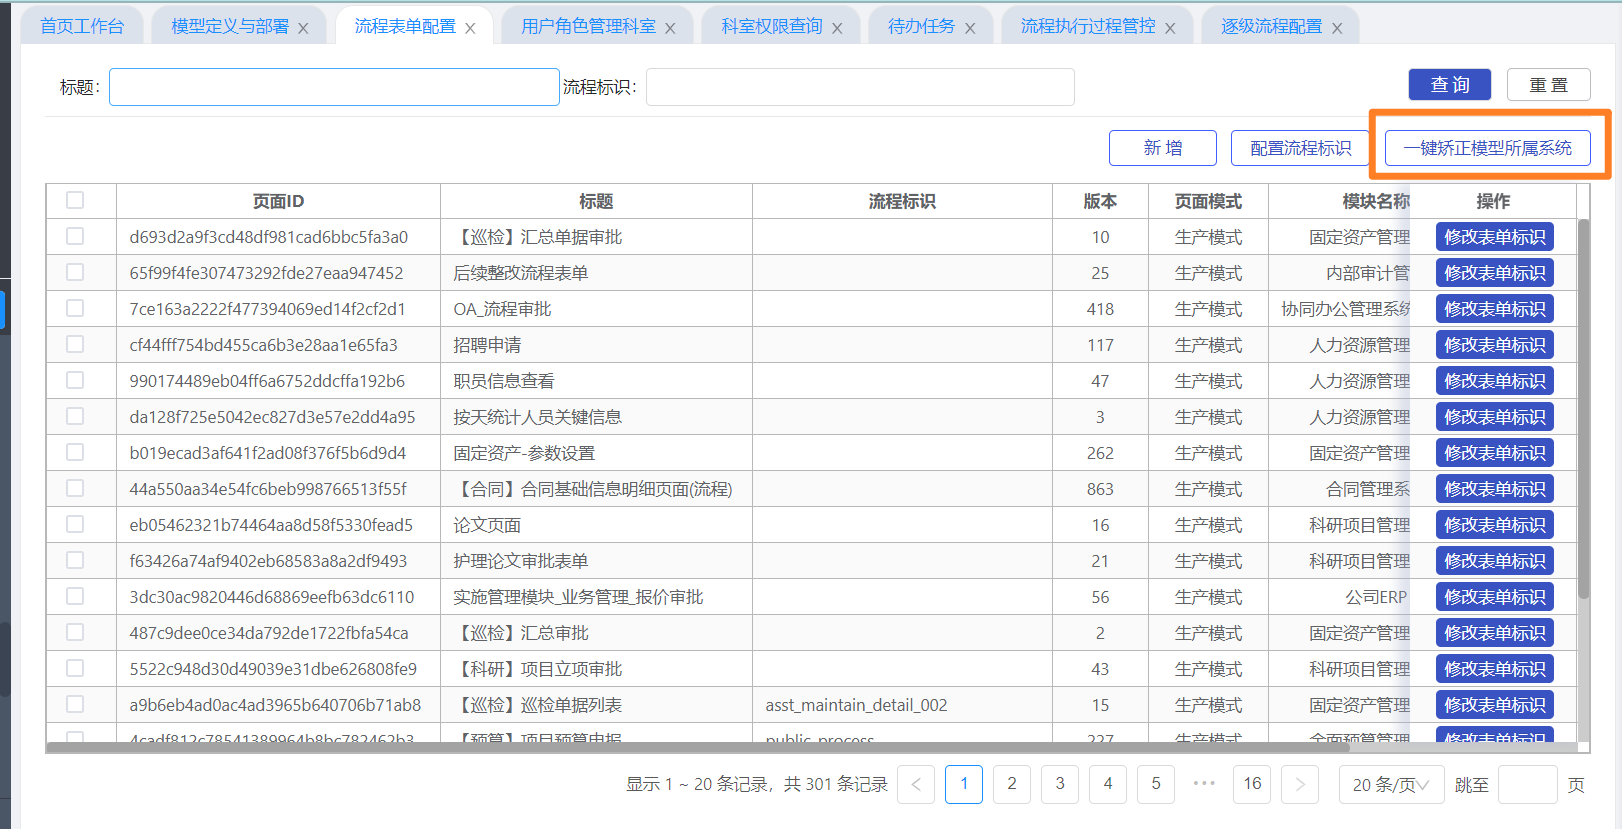 首页工作台 模型定义与部署 × 流程表单配置 × 用户角色管理科室 × 科室权限查询 × 待办任务 × 流程执行过程管控 × 逐级流程配置 ×
标题： 流程标识： 查 询 重 置
新 增 配置流程标识 一键矫正模型所属系统
页面ID 标题 流程标识 版本 页面模式 模块名称 操作
d693d2a9f3cd48df981cad6bbc5fa3a0 【巡检】汇总单据审批 10 生产模式 固定资产管理 修改表单标识
65f99f4fe307473292fde27eaa947452 后续整改流程表单 25 生产模式 内部审计管 修改表单标识
7ce163a2222f477394069ed14f2cf2d1 OA_流程审批 418 生产模式 协同办公管理系统 修改表单标识
cf44fff754bd455ca6b3e28aa1e65fa3 招聘申请 117 生产模式 人力资源管理 修改表单标识
990174489eb04ff6a6752ddcffa192b6 职员信息查看 47 生产模式 人力资源管理 修改表单标识
da128f725e5042ec827d3e57e2dd4a95 按天统计人员关键信息 3 生产模式 人力资源管理 修改表单标识
b019ecad3af641f2ad08f376f5b6d9d4 固定资产-参数设置 262 生产模式 固定资产管理 修改表单标识
44a550aa34e54fc6beb998766513f55f 【合同】合同基础信息明细页面(流程) 863 生产模式 合同管理系 修改表单标识
eb05462321b74464aa8d58f5330fead5 论文页面 16 生产模式 科研项目管理 修改表单标识
f63426a74af9402eb68583a8a2df9493 护理论文审批表单 21 生产模式 科研项目管理 修改表单标识
3dc30ac9820446d68869eefb63dc6110 实施管理模块_业务管理_报价审批 56 生产模式 公司ERP 修改表单标识
487c9dee0ce34da792de1722fbfa54ca 【巡检】汇总审批 2 生产模式 固定资产管理 修改表单标识
5522c948d30d49039e31dbe626808fe9 【科研】项目立项审批 43 生产模式 科研项目管理 修改表单标识
a9b6eb4ad0ac4ad3965b640706b71ab8 【巡检】巡检单据列表 asst_maintain_detail_002 15 生产模式 固定资产管理 修改表单标识
4cadf812c78541389964b8bc782462b3 【预算】项目预算申报 public_process 227 生产模式 全面预算管理 修改表单标识
显示 1 ~ 20 条记录，共 301 条记录 < 1 2 3 4 5 ••• 16 > 20 条/页 跳至 页